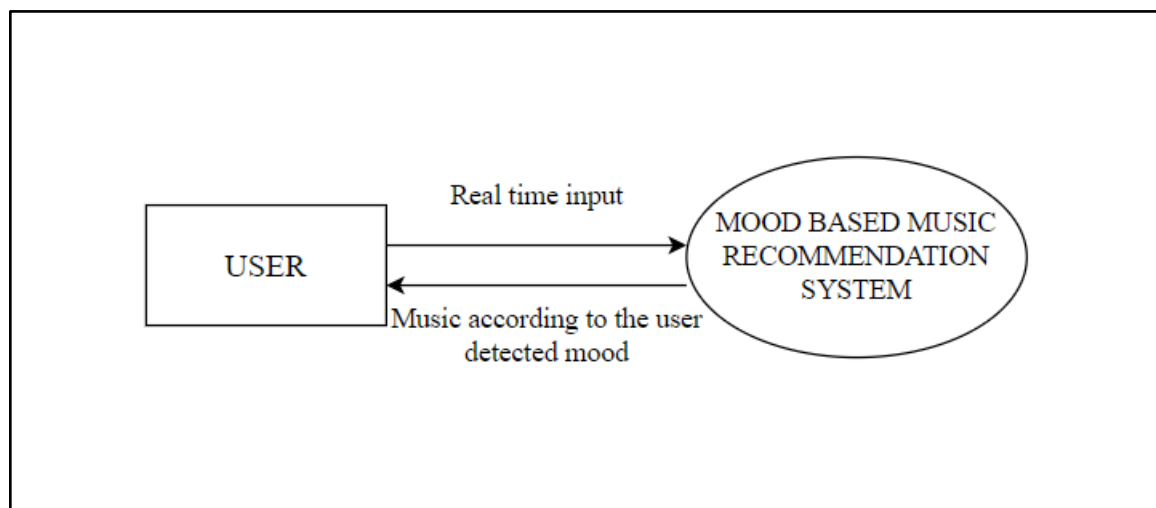 Real time input
USER
MOOD BASED MUSIC
RECOMMENDATION
SYSTEM
Music according to the user
detected mood